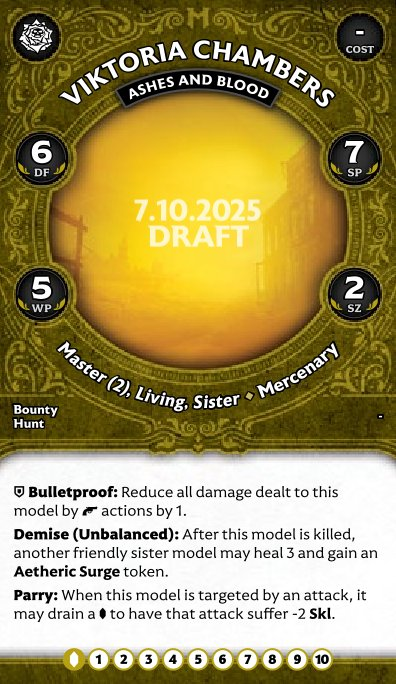 -
COST
VIKTORIA CHAMBERS
ASHES AND BLOOD
6
DF
7
SP
7.10.2025
DRAFT
5
WP
2
SZ
Master (2), Living, Sister ⬥ Mercenary
Bounty
Hunt
-
Bulletproof: Reduce all damage dealt to this
model by actions by 1.
Demise (Unbalanced): After this model is killed,
another friendly sister model may heal 3 and gain an
Aetheric Surge token.
Parry: When this model is targeted by an attack, it
may drain a to have that attack suffer -2 Skl.
1 2 3 4 5 6 7 8 9 10